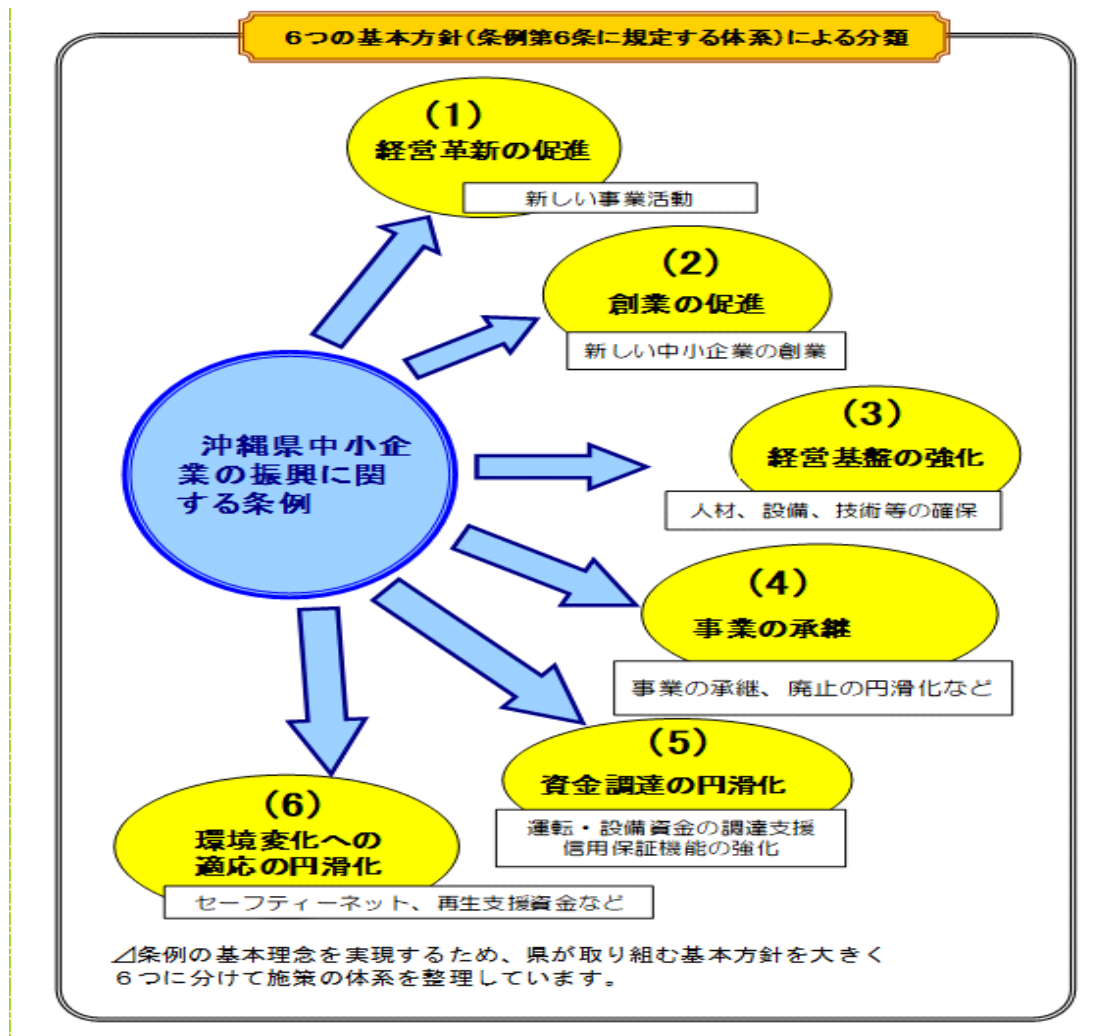 6つの基本方針(条例第6条に規定する体系)による分類
(1)
経営革新の促進
新しい事業活動
(2)
創業の促進
新しい中小企業の創業
(3)
経営基盤の強化
人材、設備、技術等の確保
沖縄県中小企
業の振興に関
する条例
(4)
事業の承継
事業の承継、廃止の円滑化など
(5)
資金調達の円滑化
運転・設備資金の調達支援
信用保証機能の強化
(6)
環境変化への
適応の円滑化
セーフティーネット、再生支援資金など
⊿条例の基本理念を実現するため、県が取り組む基本方針を大きく
6つに分けて施策の体系を整理しています。